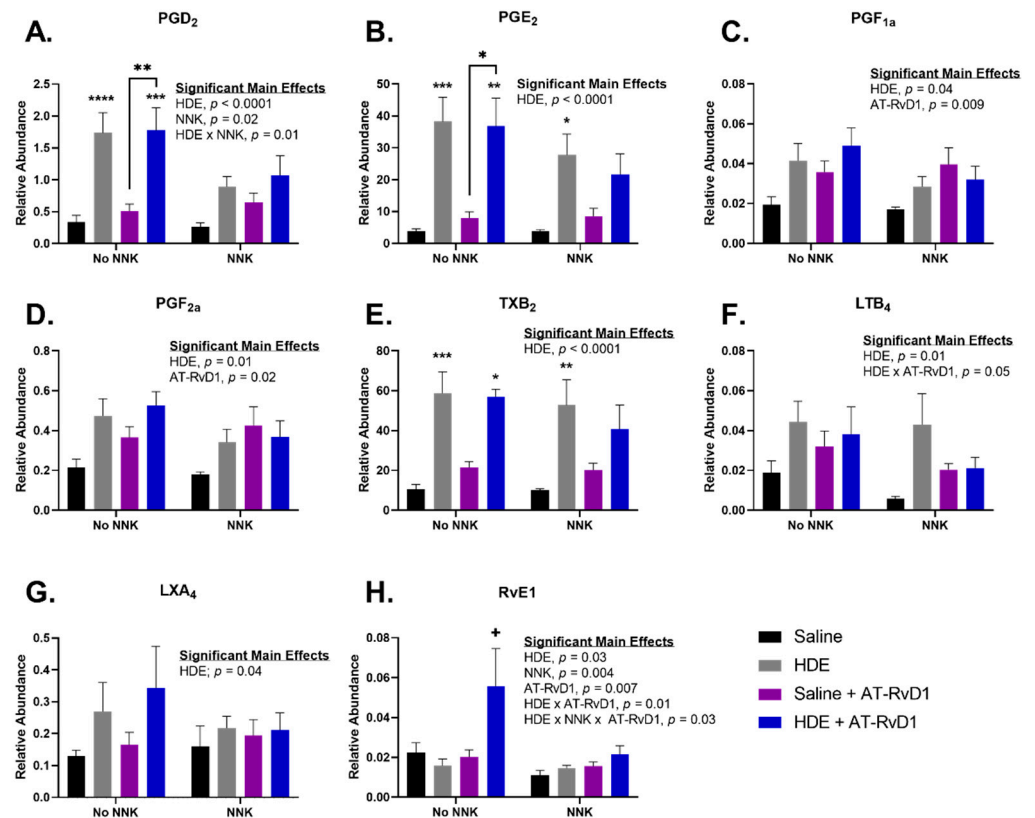 A.
PGD2
Relative Abundance
2.5
2.0
1.5
1.0
0.5
0.0
****
**
***
Significant Main Effects
HDE, p < 0.0001
NNK, p = 0.02
HDE x NNK, p = 0.01
No NNK
NNK
B.
PGE2
Relative Abundance
60
50
40
30
20
10
0
***
*
**
*
Significant Main Effects
HDE, p < 0.0001
No NNK
NNK
C.
PGF1a
Relative Abundance
0.08
0.06
0.04
0.02
0.00
Significant Main Effects
HDE, p = 0.04
AT-RvD1, p = 0.009
No NNK
NNK
D.
PGF2a
Relative Abundance
0.8
0.6
0.4
0.2
0.0
Significant Main Effects
HDE, p = 0.01
AT-RvD1, p = 0.02
No NNK
NNK
E.
TXB2
Relative Abundance
80
60
40
20
0
***
*
**
Significant Main Effects
HDE, p < 0.0001
No NNK
NNK
F.
LTB4
Relative Abundance
0.08
0.06
0.04
0.02
0.00
Significant Main Effects
HDE, p = 0.01
HDE x AT-RvD1, p = 0.05
No NNK
NNK
G.
LXA4
Relative Abundance
0.5
0.4
0.3
0.2
0.1
0.0
Significant Main Effects
HDE; p = 0.04
No NNK
NNK
H.
RvE1
Relative Abundance
0.08
0.06
0.04
0.02
0.00
+
Significant Main Effects
HDE, p = 0.03
NNK, p = 0.004
AT-RvD1, p = 0.007
HDE x AT-RvD1, p = 0.01
HDE x NNK x AT-RvD1, p = 0.03
No NNK
NNK
Saline
HDE
Saline + AT-RvD1
HDE + AT-RvD1